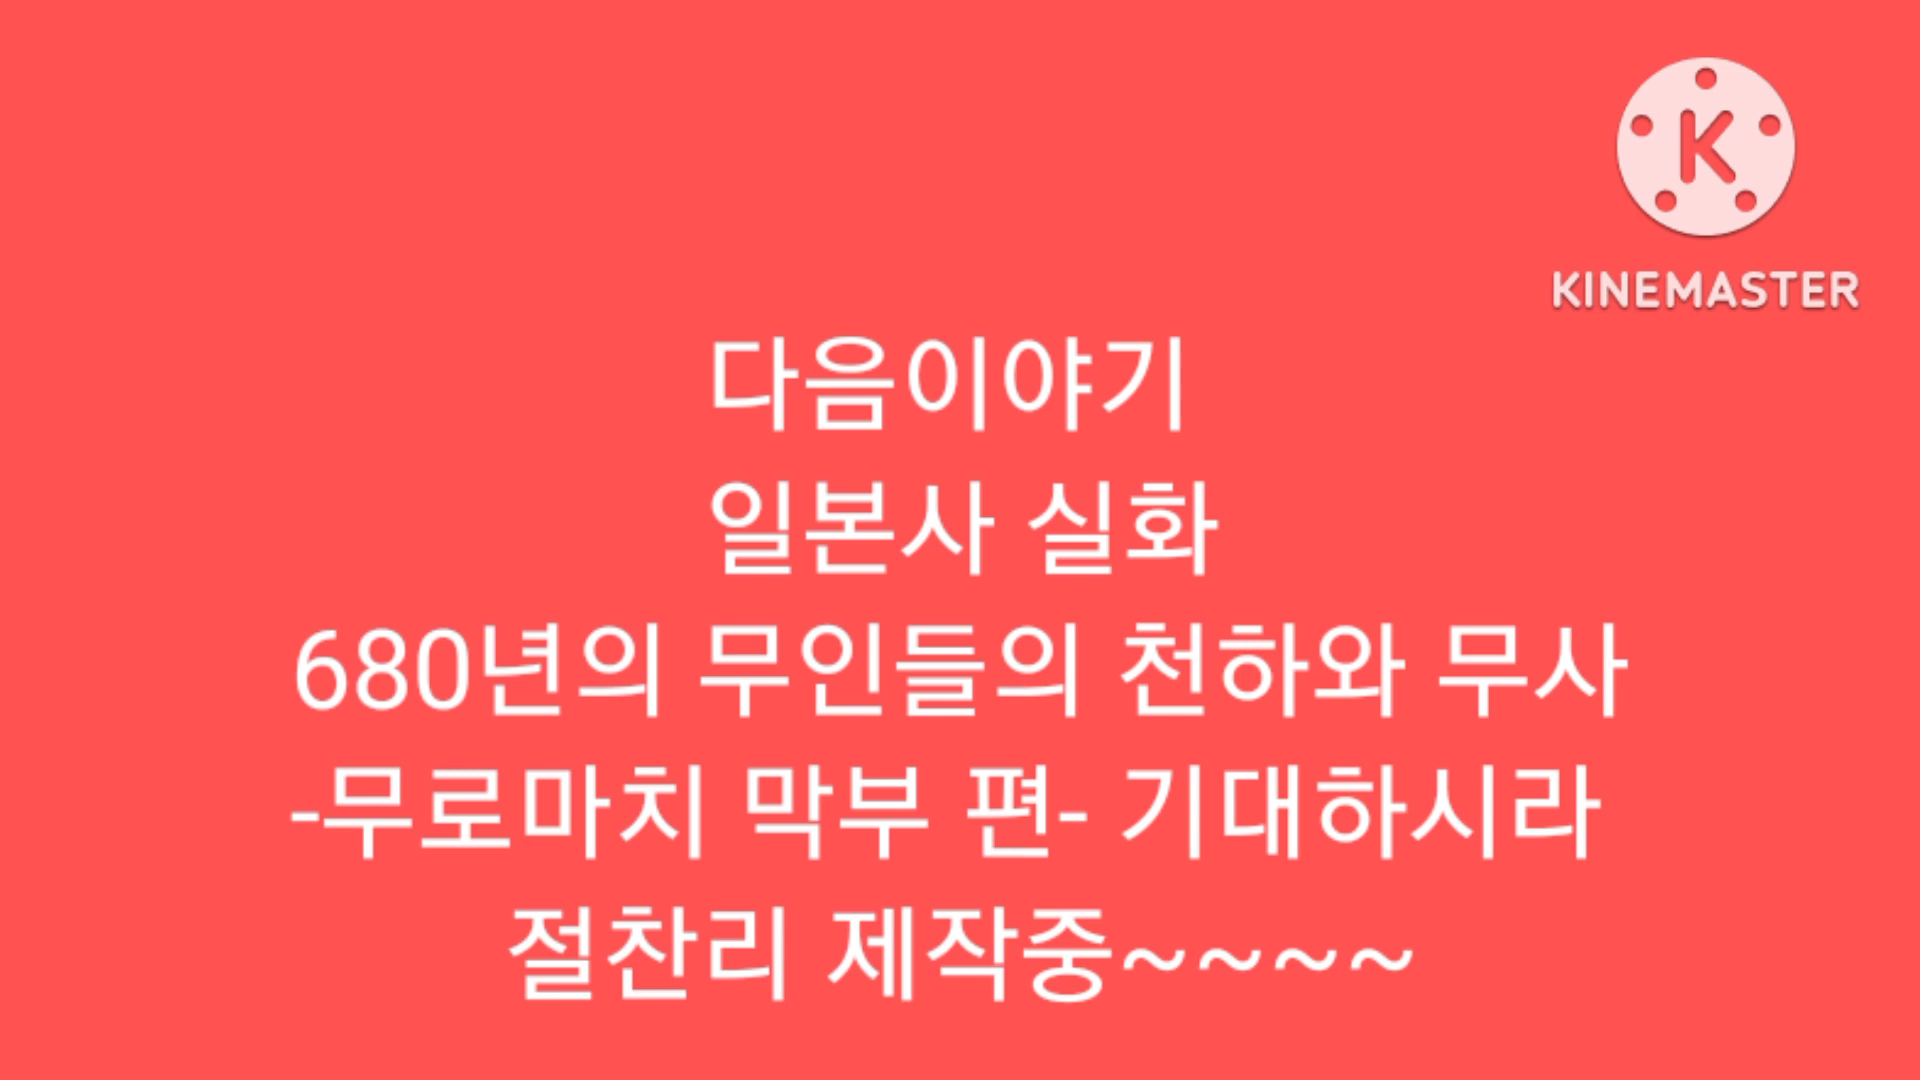 K
KINEMASTER
다음이야기
일본사 실화
680년의 무인들의 천하와 무사
-무로마치 막부 편- 기대하시라
절찬리 제작중~~~~